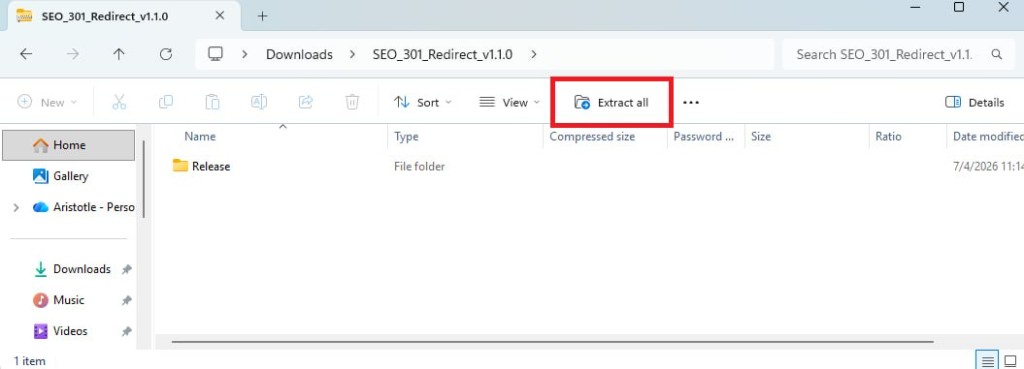 SEO_301_Redirect_v1.1.0
Downloads > SEO_301_Redirect_v1.1.0 >
Search SEO_301_Redirect_v1.1.
New
Sort
View
Extract all
Details
Name Type Compressed size Password ... Size Ratio Date modified
Home
Gallery
Aristotle - Perso
Downloads
Music
Videos
Release File folder 7/4/2026 11:14
1 item